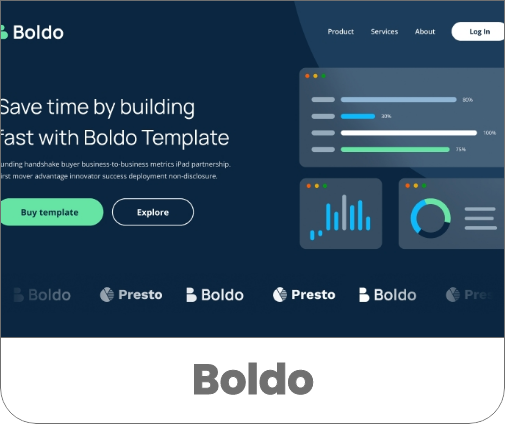 Boldo
Product Services About Log In
80%
30%
100%
75%
Save time by building
fast with Boldo Template
unding handshake buyer business-to-business metrics iPad partnership.
irst mover advantage innovator success deployment non-disclosure.
Buy template Explore
Boldo Presto Boldo Presto Boldo Pres
Boldo